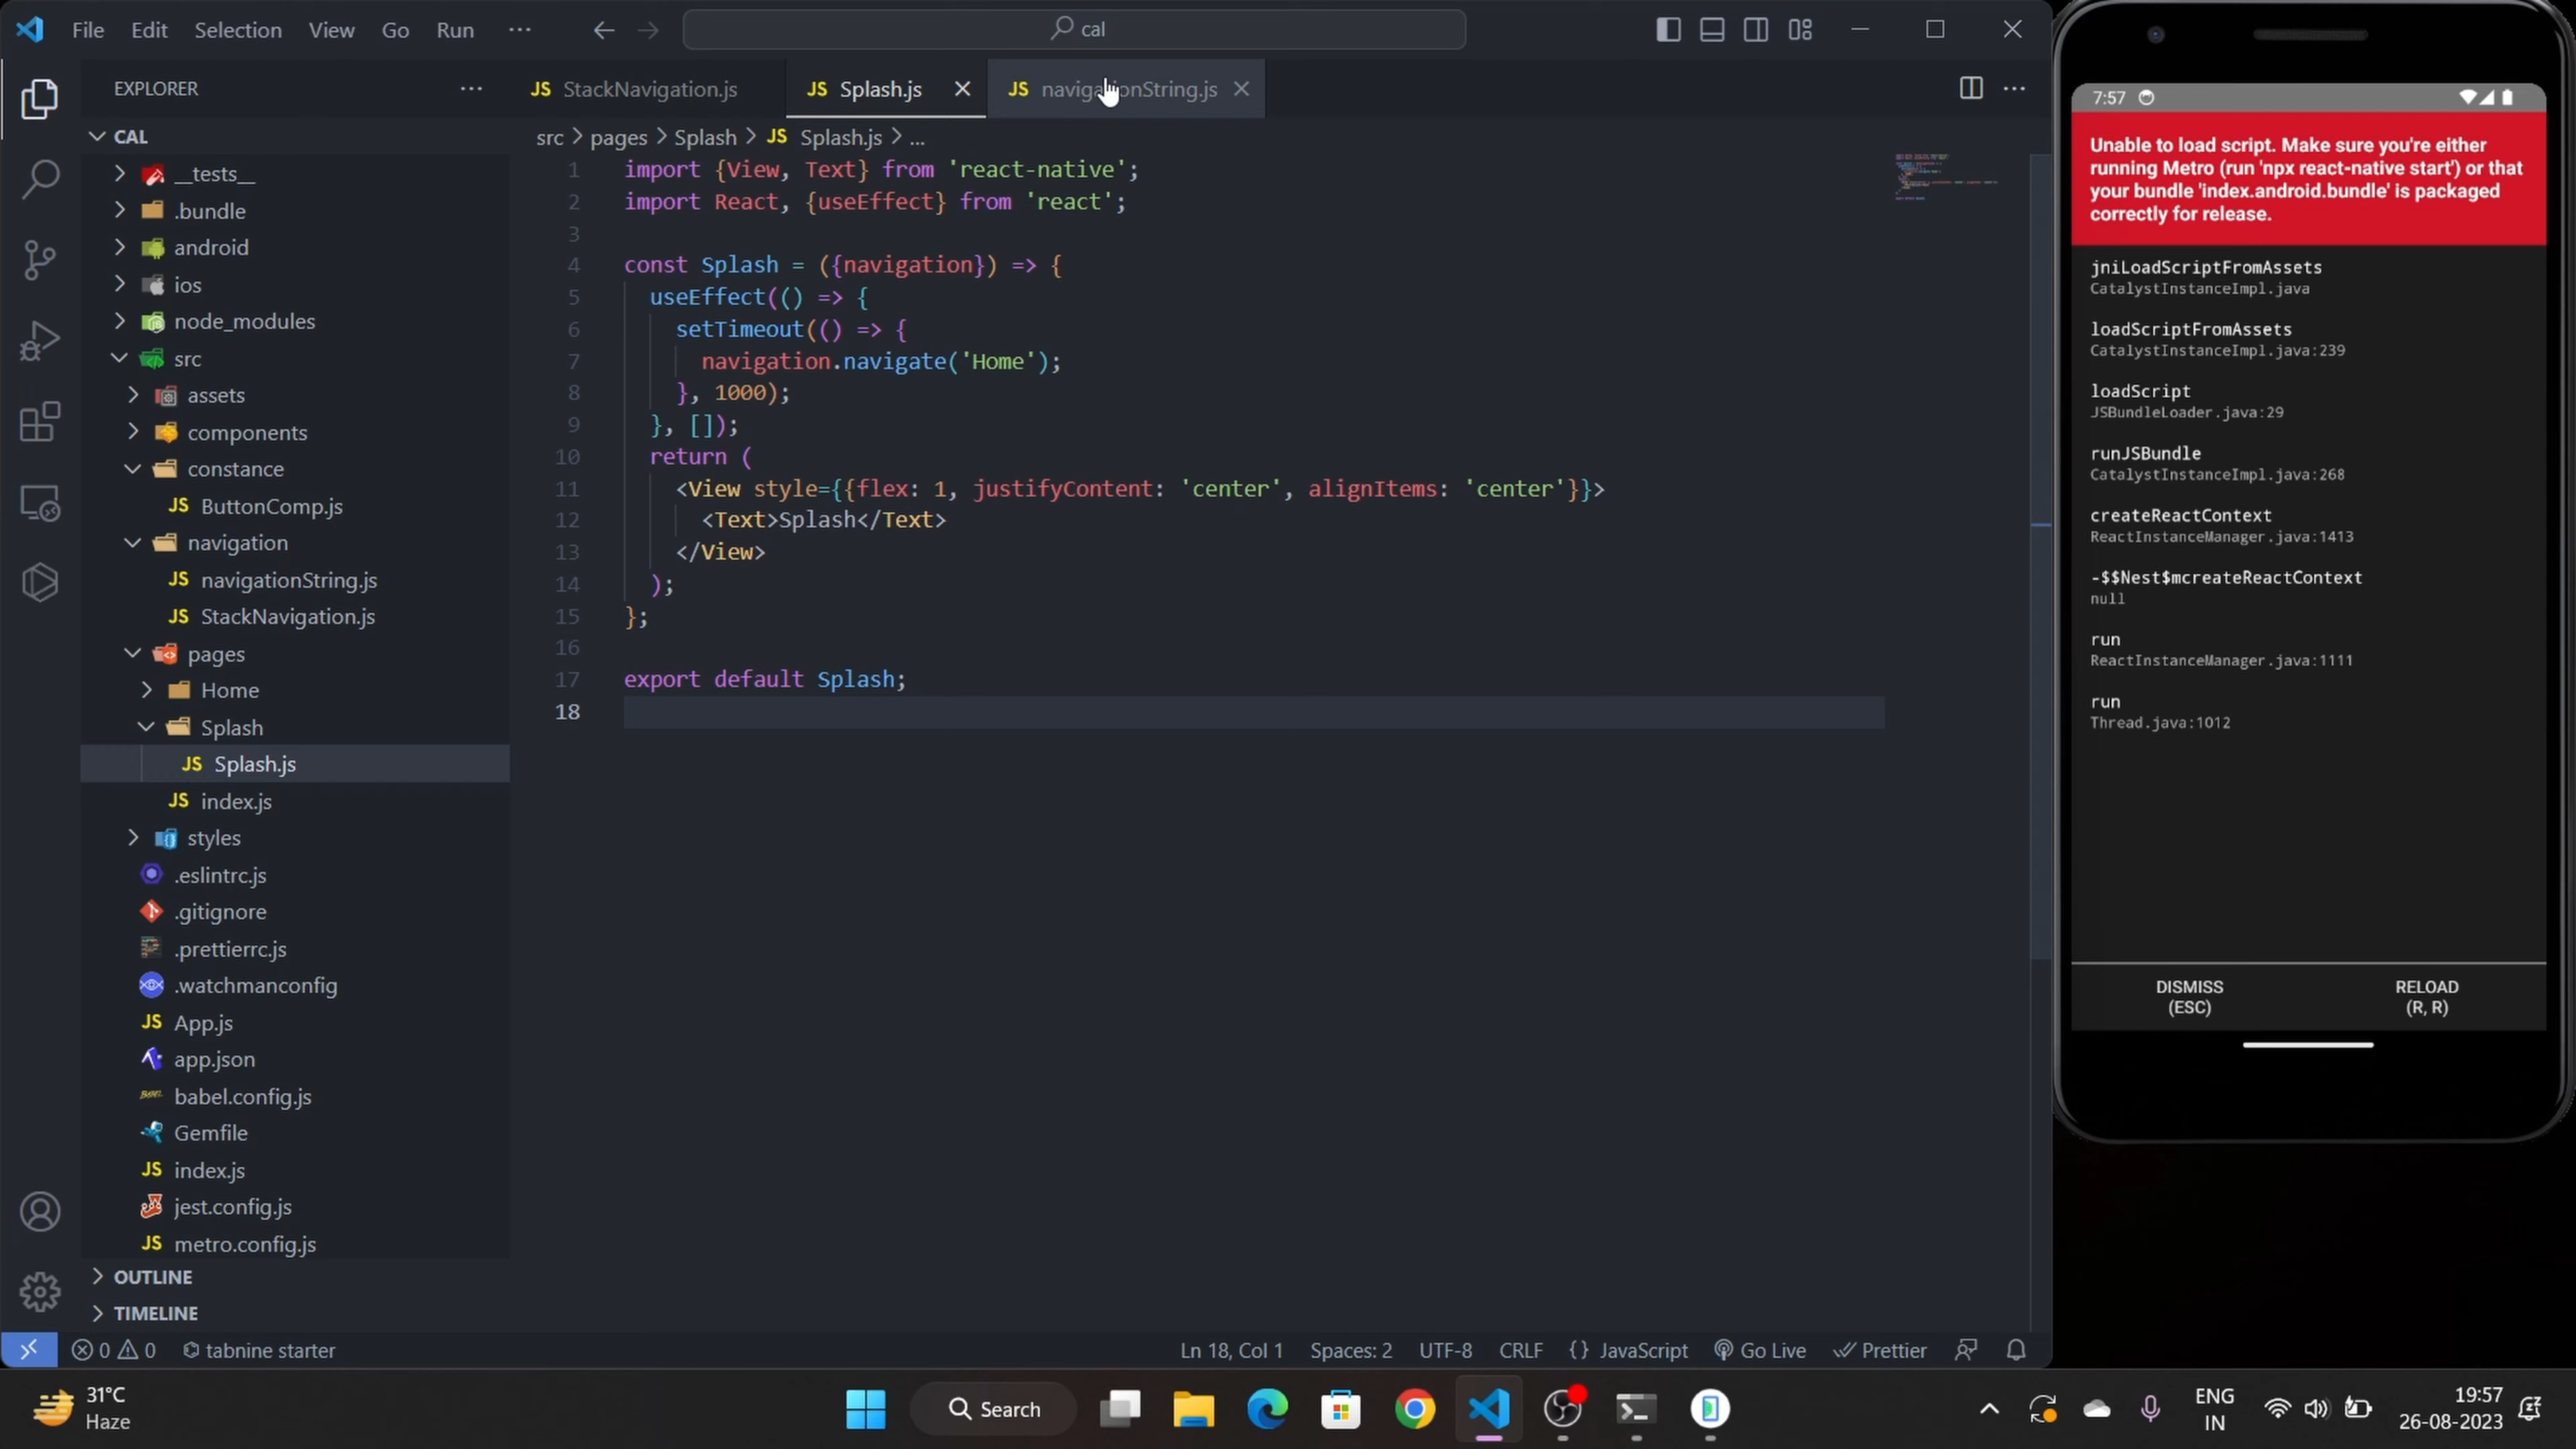 File Edit Selection View Go Run ··· cal
EXPLORER ···
StackNavigation.js
Splash.js
CAL
__tests__
.bundle
android
ios
node_modules
src
assets
components
constance
JS ButtonComp.js
navigation
JS navigationString.js
JS StackNavigation.js
pages
Home
Splash
JS Splash.js
JS index.js
styles
.eslintrc.js
.gitignore
.prettierrc.js
.watchmanconfig
JS App.js
app.json
babel.config.js
Gemfile
JS index.js
jest.config.js
JS metro.config.js
OUTLINE
TIMELINE
src > pages > Splash > JS Splash.js > ...
1 import {View, Text} from 'react-native';
2 import React, {useEffect} from 'react';
3
4 const Splash = ({navigation}) => {
5 useEffect(() => {
6 setTimeout(() => {
7 navigation.navigate('Home');
8 }, 1000);
9 }, []);
10 return (
11 <View style={{flex: 1, justifyContent: 'center', alignItems: 'center'}}>
12 <Text>Splash</Text>
13 </View>
14 );
15 };
16
17 export default Splash;
18
7:57
Unable to load script. Make sure you're either
running Metro (run 'npx react-native start') or that
your bundle 'index.android.bundle' is packaged
correctly for release.
jniLoadScriptFromAssets
CatalystInstanceImpl.java
loadScriptFromAssets
CatalystInstanceImpl.java:239
loadScript
JSBundleLoader.java:29
runJSBundle
CatalystInstanceImpl.java:268
createReactContext
ReactInstanceManager.java:1413
-$$Nest$mcreateReactContext
null
run
ReactInstanceManager.java:1111
run
Thread.java:1012
DISMISS
(ESC)
RELOAD
(R, R)
0 0 tabnine starter
Ln 18, Col 1 Spaces: 2 UTF-8 CRLF {} JavaScript Go Live Prettier
31°C
Haze
Search
ENG
IN
19:57
26-08-2023